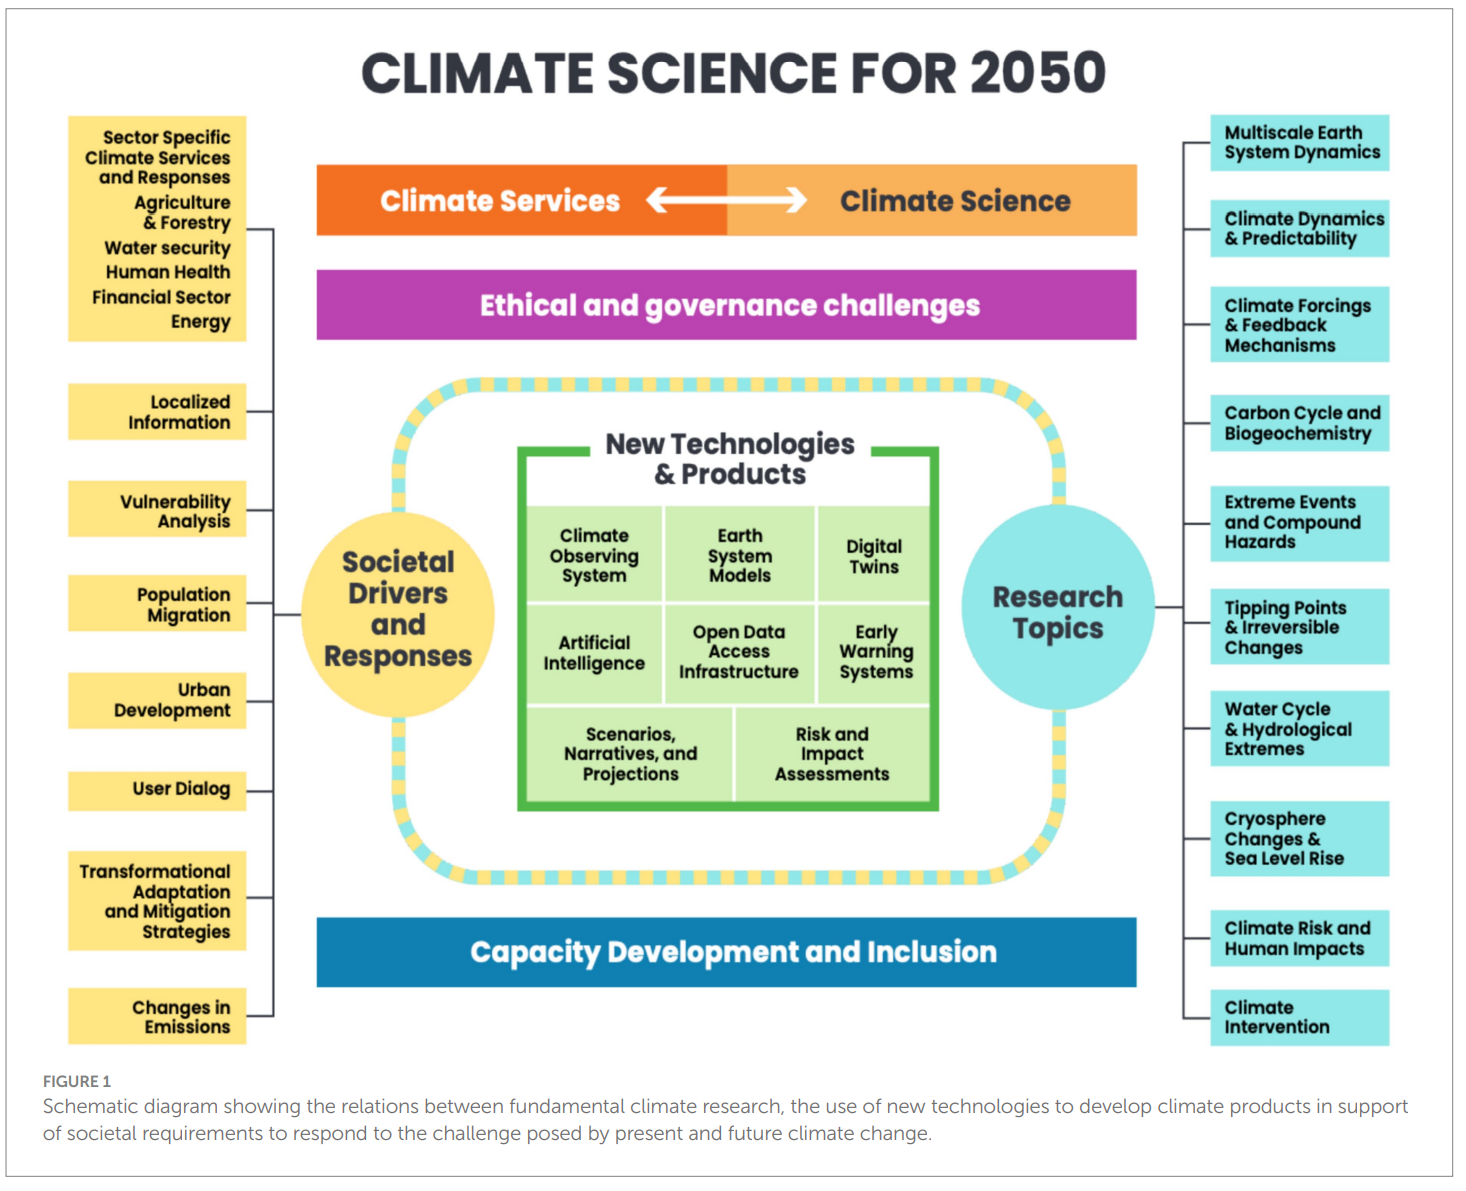 CLIMATE SCIENCE FOR 2050
Sector Specific
Climate Services
and Responses
Agriculture
& Forestry
Water security
Human Health
Financial Sector
Energy
Localized
Information
Vulnerability
Analysis
Population
Migration
Urban
Development
User Dialog
Transformational
Adaptation
and Mitigation
Strategies
Changes in
Emissions
Climate Services
Climate Science
Ethical and governance challenges
Societal
Drivers
and
Responses
New Technologies
& Products
Climate
Observing
System
Earth
System
Models
Digital
Twins
Artificial
Intelligence
Open Data
Access
Infrastructure
Early
Warning
Systems
Scenarios,
Narratives, and
Projections
Risk and
Impact
Assessments
Research
Topics
Capacity Development and Inclusion
Multiscale Earth
System Dynamics
Climate Dynamics
& Predictability
Climate Forcings
& Feedback
Mechanisms
Carbon Cycle and
Biogeochemistry
Extreme Events
and Compound
Hazards
Tipping Points
& Irreversible
Changes
Water Cycle
& Hydrological
Extremes
Cryosphere
Changes &
Sea Level Rise
Climate Risk and
Human Impacts
Climate
Intervention
FIGURE 1
Schematic diagram showing the relations between fundamental climate research, the use of new technologies to develop climate products in support
of societal requirements to respond to the challenge posed by present and future climate change.